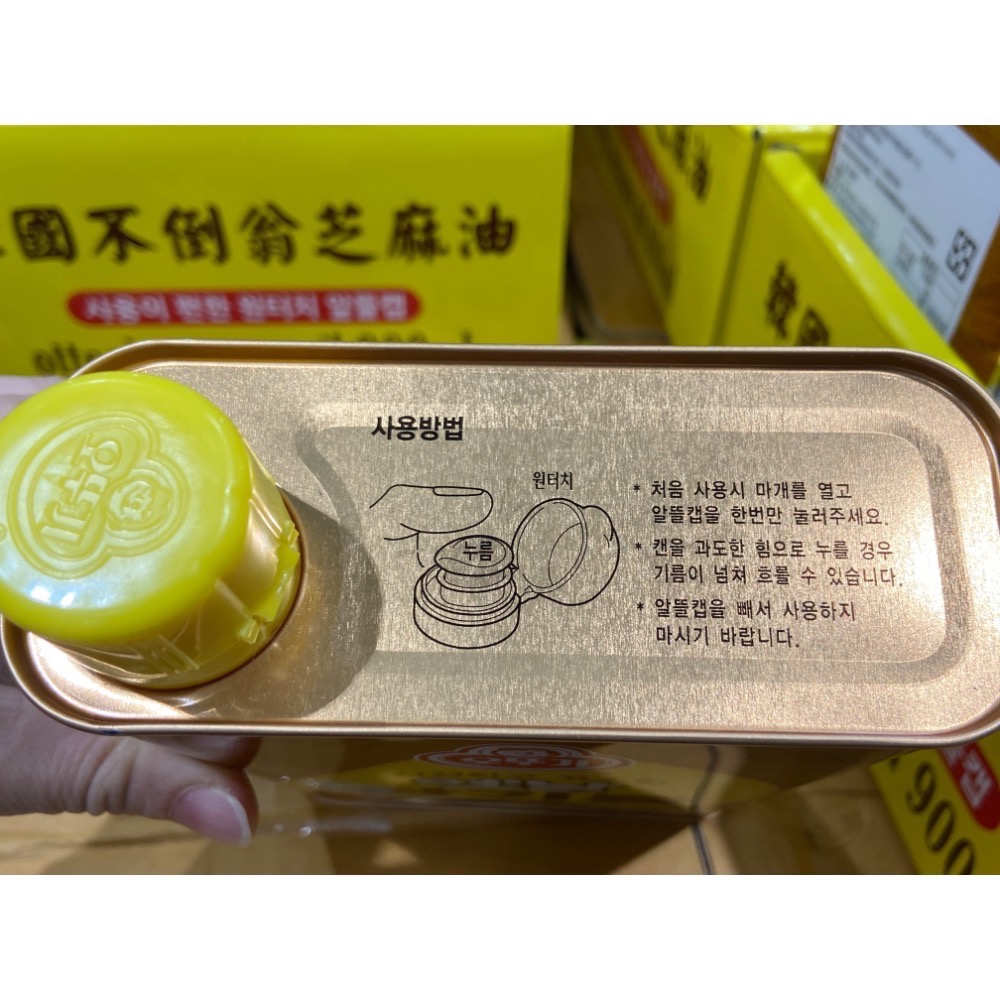 國不倒翁芝麻油
사용이 편한 원터치 알뜰캡
韓國
오뚜기
사용방법
원터치
누름
* 처음 사용시 마개를 열고
알뜰캡을 한번만 눌러주세요.
* 캔을 과도한 힘으로 누를 경우
기름이 넘쳐 흐를 수 있습니다.
* 알뜰캡을 빼서 사용하지
마시기 바랍니다.
900